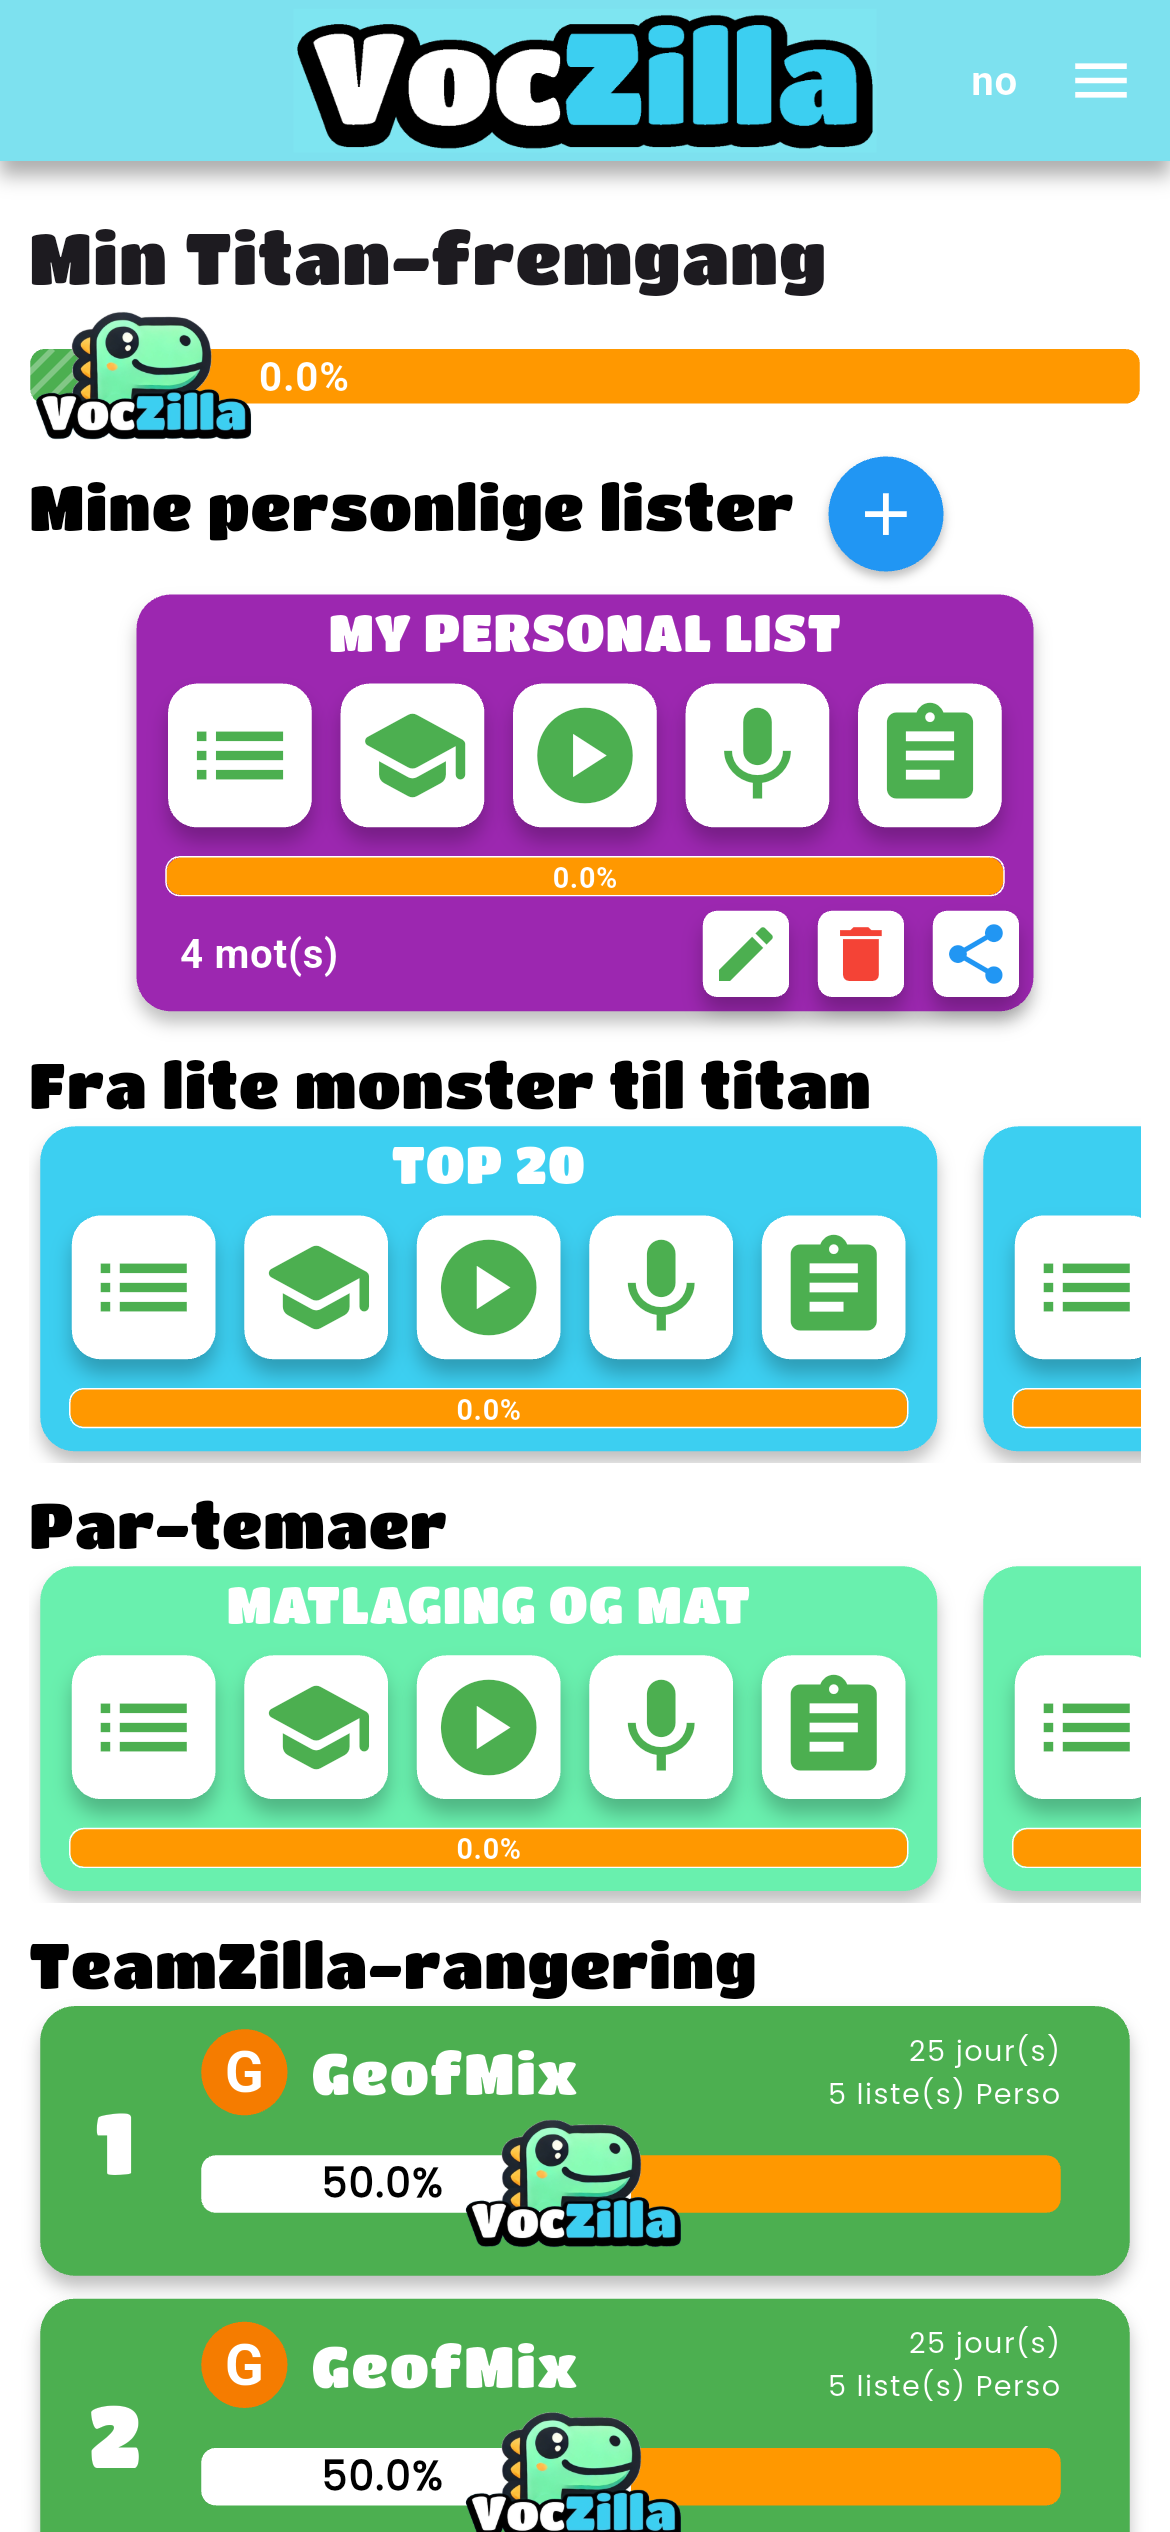 VocZilla
no
Min Titan-fremgang
0.0%
VocZilla
Mine personlige lister
MY PERSONAL LIST
0.0%
4 mot(s)
Fra lite monster til titan
TOP 20
0.0%
Par-temaer
MATLAGING OG MAT
0.0%
TeamZilla-rangering
1
G
GeofMix
25 jour(s)
5 liste(s) Perso
50.0%
VocZilla
2
G
GeofMix
25 jour(s)
5 liste(s) Perso
50.0%
VocZilla